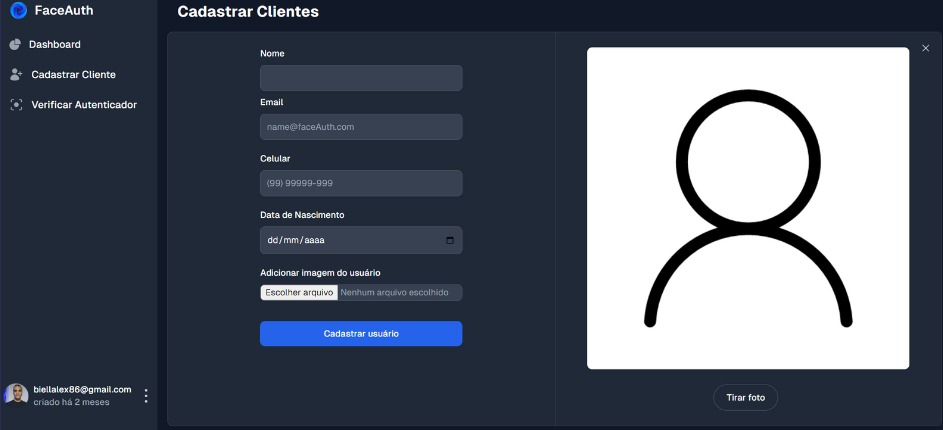 FaceAuth
Dashboard
Cadastrar Cliente
Verificar Autenticador
biellalex86@gmail.com
criado há 2 meses
Cadastrar Clientes
Nome
Email
name@faceAuth.com
Celular
(99) 99999-999
Data de Nascimento
dd/mm/aaaa
Adicionar imagem do usuário
Escolher arquivo Nenhum arquivo escolhido
Cadastrar usuário
Tirar foto